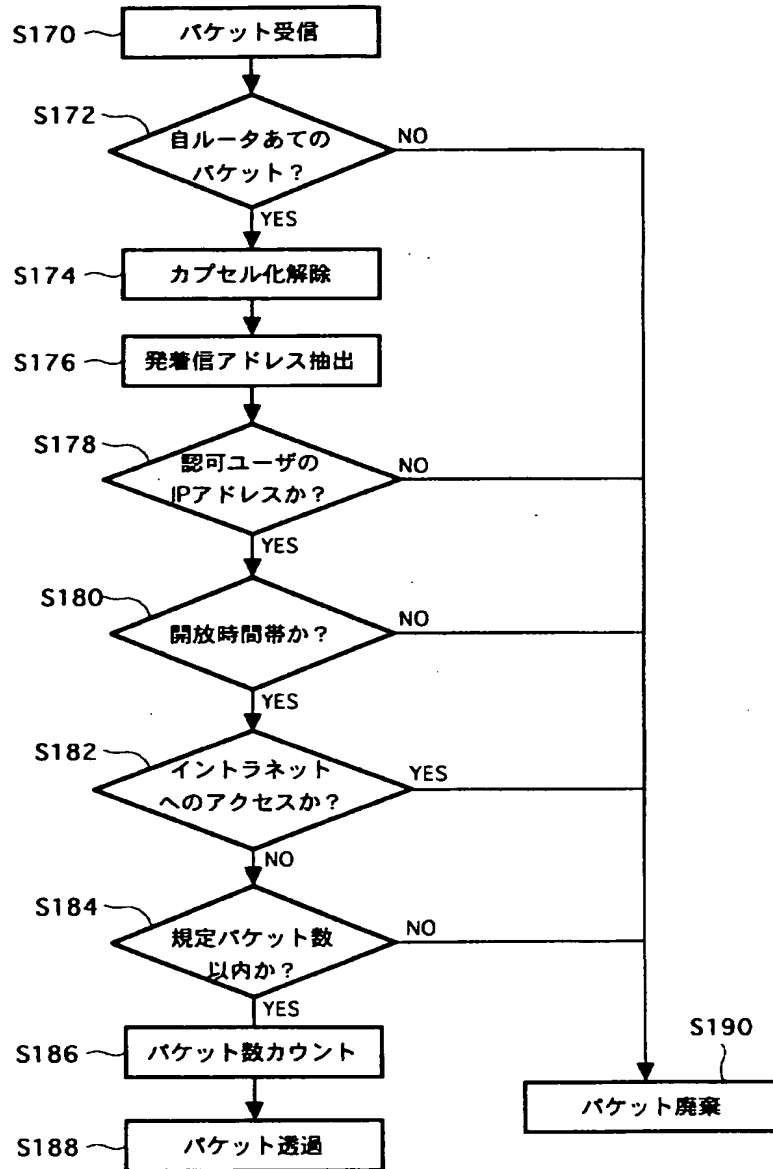 S170
パケット受信
S172
自ルータあての
パケット？
NO
YES
S174
カプセル化解除
S176
発着信アドレス抽出
S178
認可ユーザの
IPアドレスか？
NO
YES
S180
開放時間帯か？
NO
YES
S182
イントラネット
へのアクセスか？
YES
NO
S184
規定パケット数
以内か？
NO
YES
S186
パケット数カウント
S190
パケット廃棄
S188
パケット透過